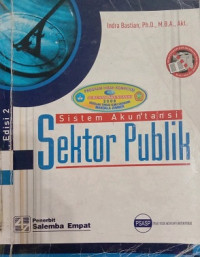 Indra Bastian, Ph.D., M.B.A., Akt.
Sistem Akuntansi
Sektor Publik
Edisi 2
Penerbit
Salemba Empat
PSASP